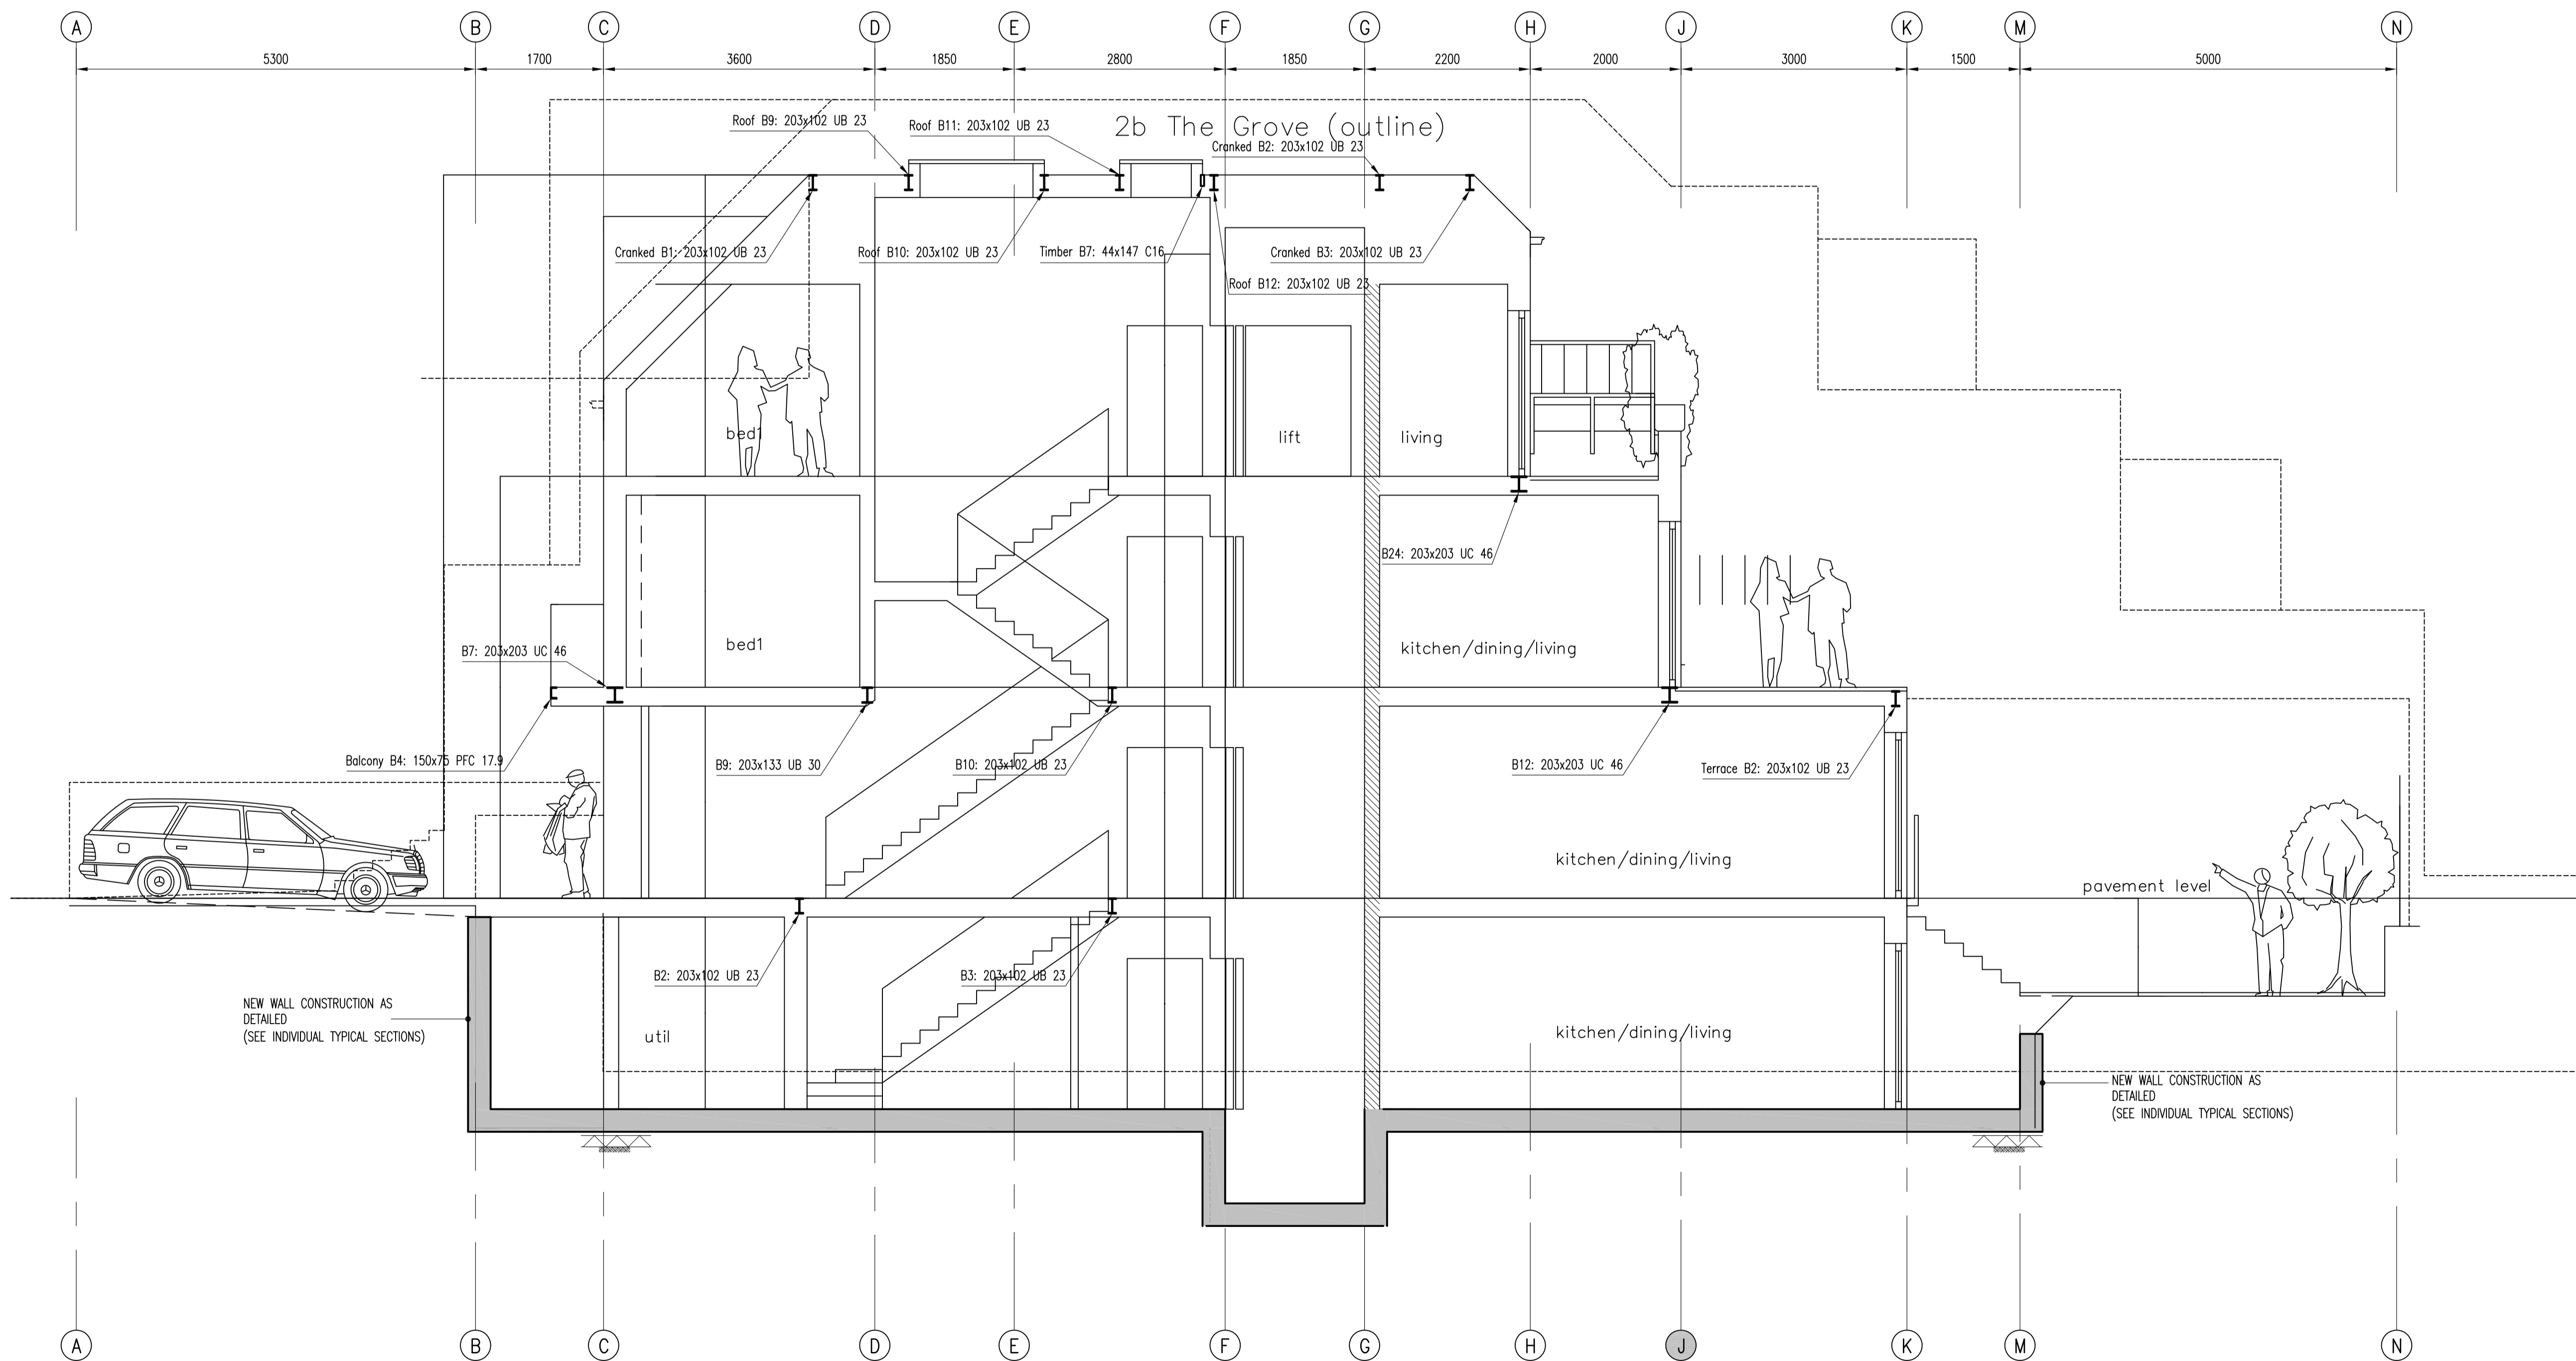 A B C D E F G H J K M N
5300 1700 3600 1850 2800 1850 2200 2000 3000 1500 5000
Roof B9: 203x102 UB 23
Roof B11: 203x102 UB 23
2b The Grove (outline)
Cranked B2: 203x102 UB 23
Cranked B1: 203x102 UB 23
Roof B10: 203x102 UB 23
Timber B7: 44x147 C16
Cranked B3: 203x102 UB 23
Roof B12: 203x102 UB 23
bed1
lift
living
B24: 203x203 UC 46
B7: 203x203 UC 46
bed1
kitchen/dining/living
Balcony B4: 150x75 PFC 17.9
B9: 203x133 UB 30
B10: 203x102 UB 23
B12: 203x203 UC 46
Terrace B2: 203x102 UB 23
kitchen/dining/living
pavement level
B2: 203x102 UB 23
B3: 203x102 UB 23
NEW WALL CONSTRUCTION AS
DETAILED
(SEE INDIVIDUAL TYPICAL SECTIONS)
util
kitchen/dining/living
NEW WALL CONSTRUCTION AS
DETAILED
(SEE INDIVIDUAL TYPICAL SECTIONS)
A B C D E F G H J K M N